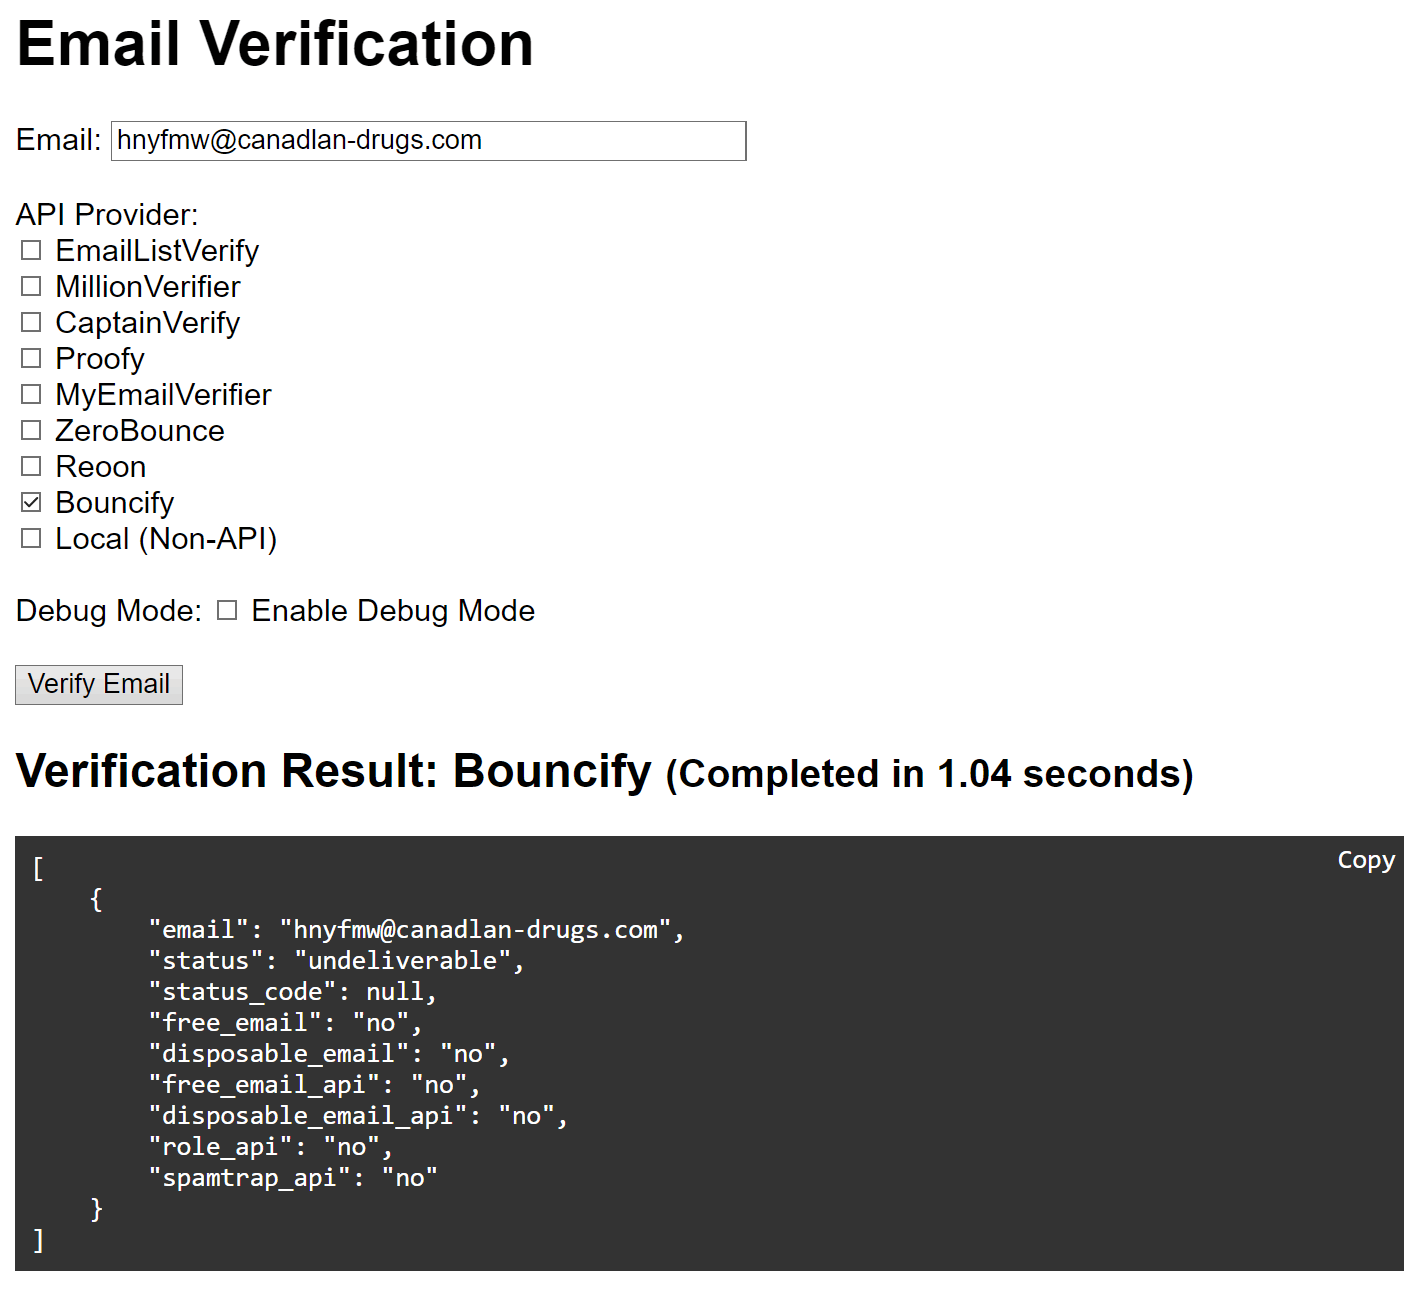 Email Verification
Email: hnyfmw@canadlan-drugs.com
API Provider:
EmailListVerify
MillionVerifier
CaptainVerify
Proofy
MyEmailVerifier
ZeroBounce
Reoon
Bouncify
Local (Non-API)
Debug Mode: Enable Debug Mode
Verify Email
Verification Result: Bouncify (Completed in 1.04 seconds)
Copy
[
    {
        "email": "hnyfmw@canadlan-drugs.com",
        "status": "undeliverable",
        "status_code": null,
        "free_email": "no",
        "disposable_email": "no",
        "free_email_api": "no",
        "disposable_email_api": "no",
        "role_api": "no",
        "spamtrap_api": "no"
    }
]